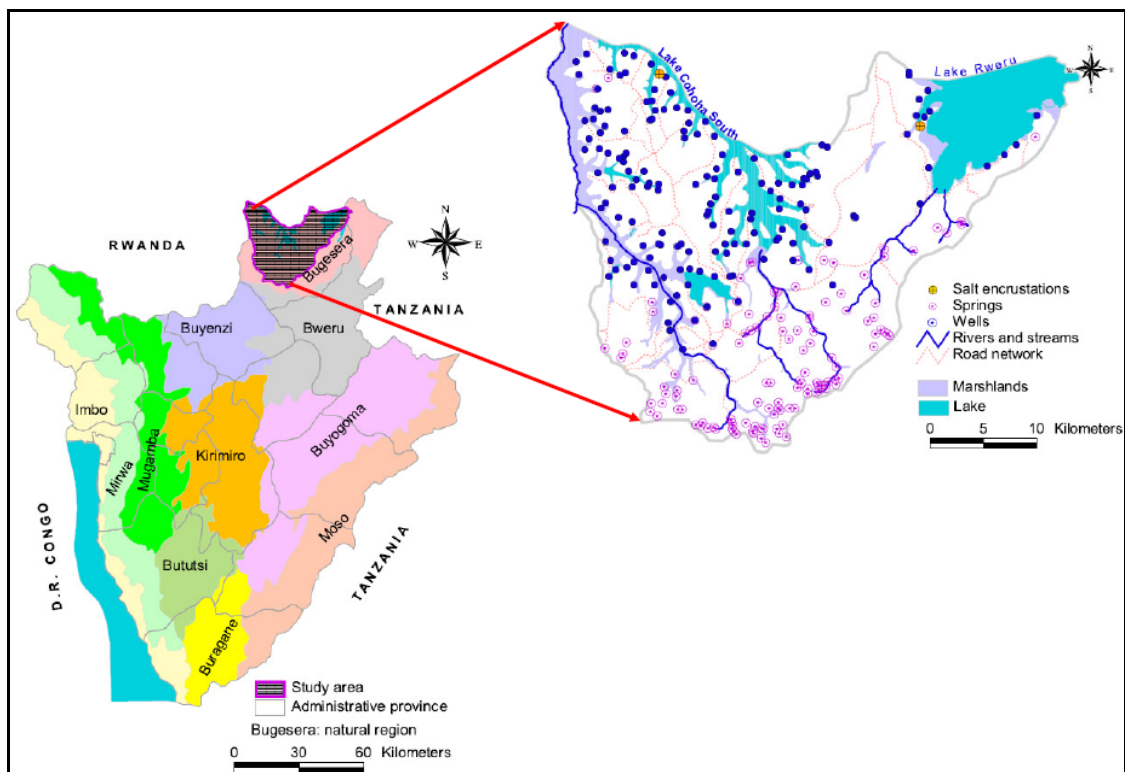 Lake Cohoha South
Lake Rweru
N
W
E
S
Salt encrustations
Springs
Wells
Rivers and streams
Road network
Marshlands
Lake
0 5 10 Kilometers
RWANDA
N
W
E
S
Bugesera
TANZANIA
Buyenzi
Bweru
Imbo
Mirwa
Mugamba
Kirimiro
Buyogoma
Moso
D.R. CONGO
Bututsi
TANZANIA
Buragane
Study area
Administrative province
Bugesera: natural region
0 30 60 Kilometers